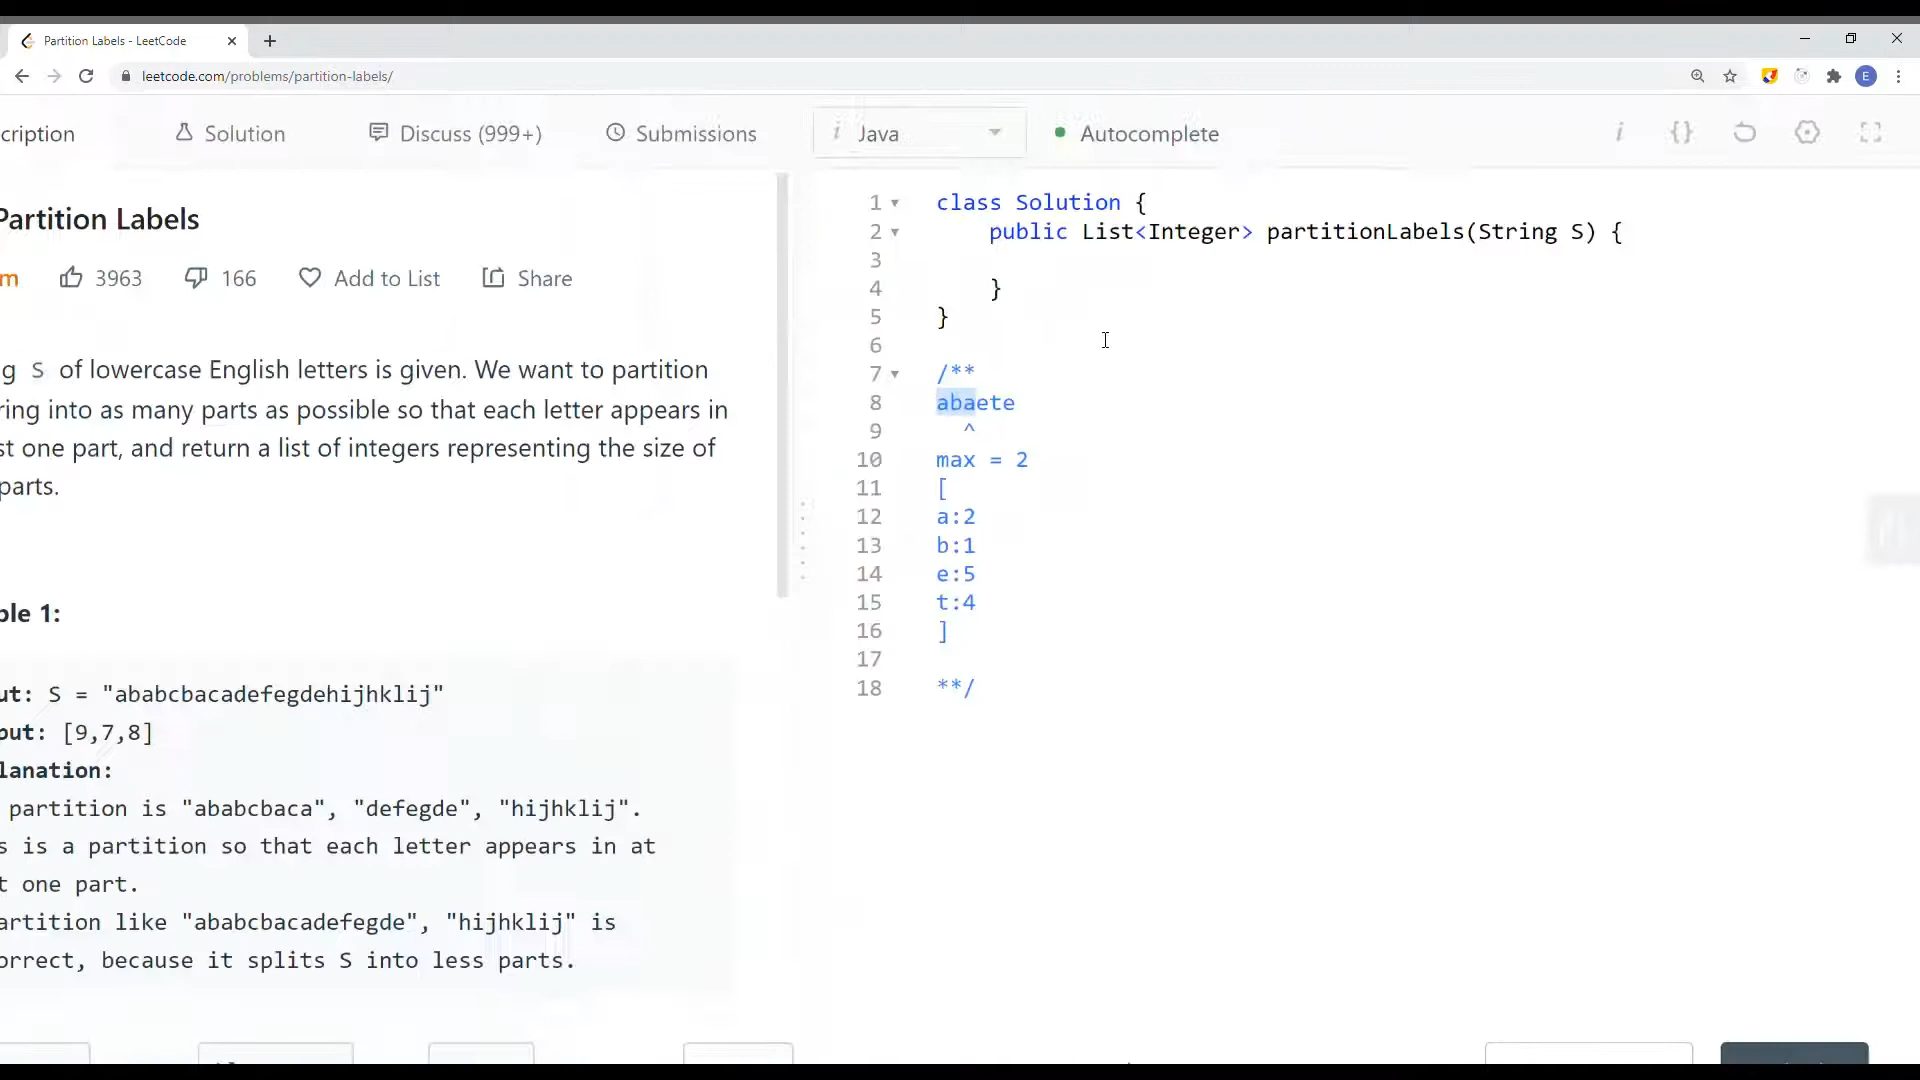 Partition Labels - LeetCode
leetcode.com/problems/partition-labels/
E
cription
Solution
Discuss (999+)
Submissions
i Java
Autocomplete
i {}
Partition Labels
m 3963 166 Add to List Share
g S of lowercase English letters is given. We want to partition
ring into as many parts as possible so that each letter appears in
st one part, and return a list of integers representing the size of
parts.
ple 1:
ut: S = "ababcbacadefegdehijhklij"
put: [9,7,8]
lanation:
partition is "ababcbaca", "defegde", "hijhklij".
s is a partition so that each letter appears in at
t one part.
artition like "ababcbacadefegde", "hijhklij" is
orrect, because it splits S into less parts.
1 class Solution {
2 public List<Integer> partitionLabels(String S) {
3
4 }
5 }
6
7 /**
8 abaete
9 ^
10 max = 2
11 [
12 a:2
13 b:1
14 e:5
15 t:4
16 ]
17
18 **/